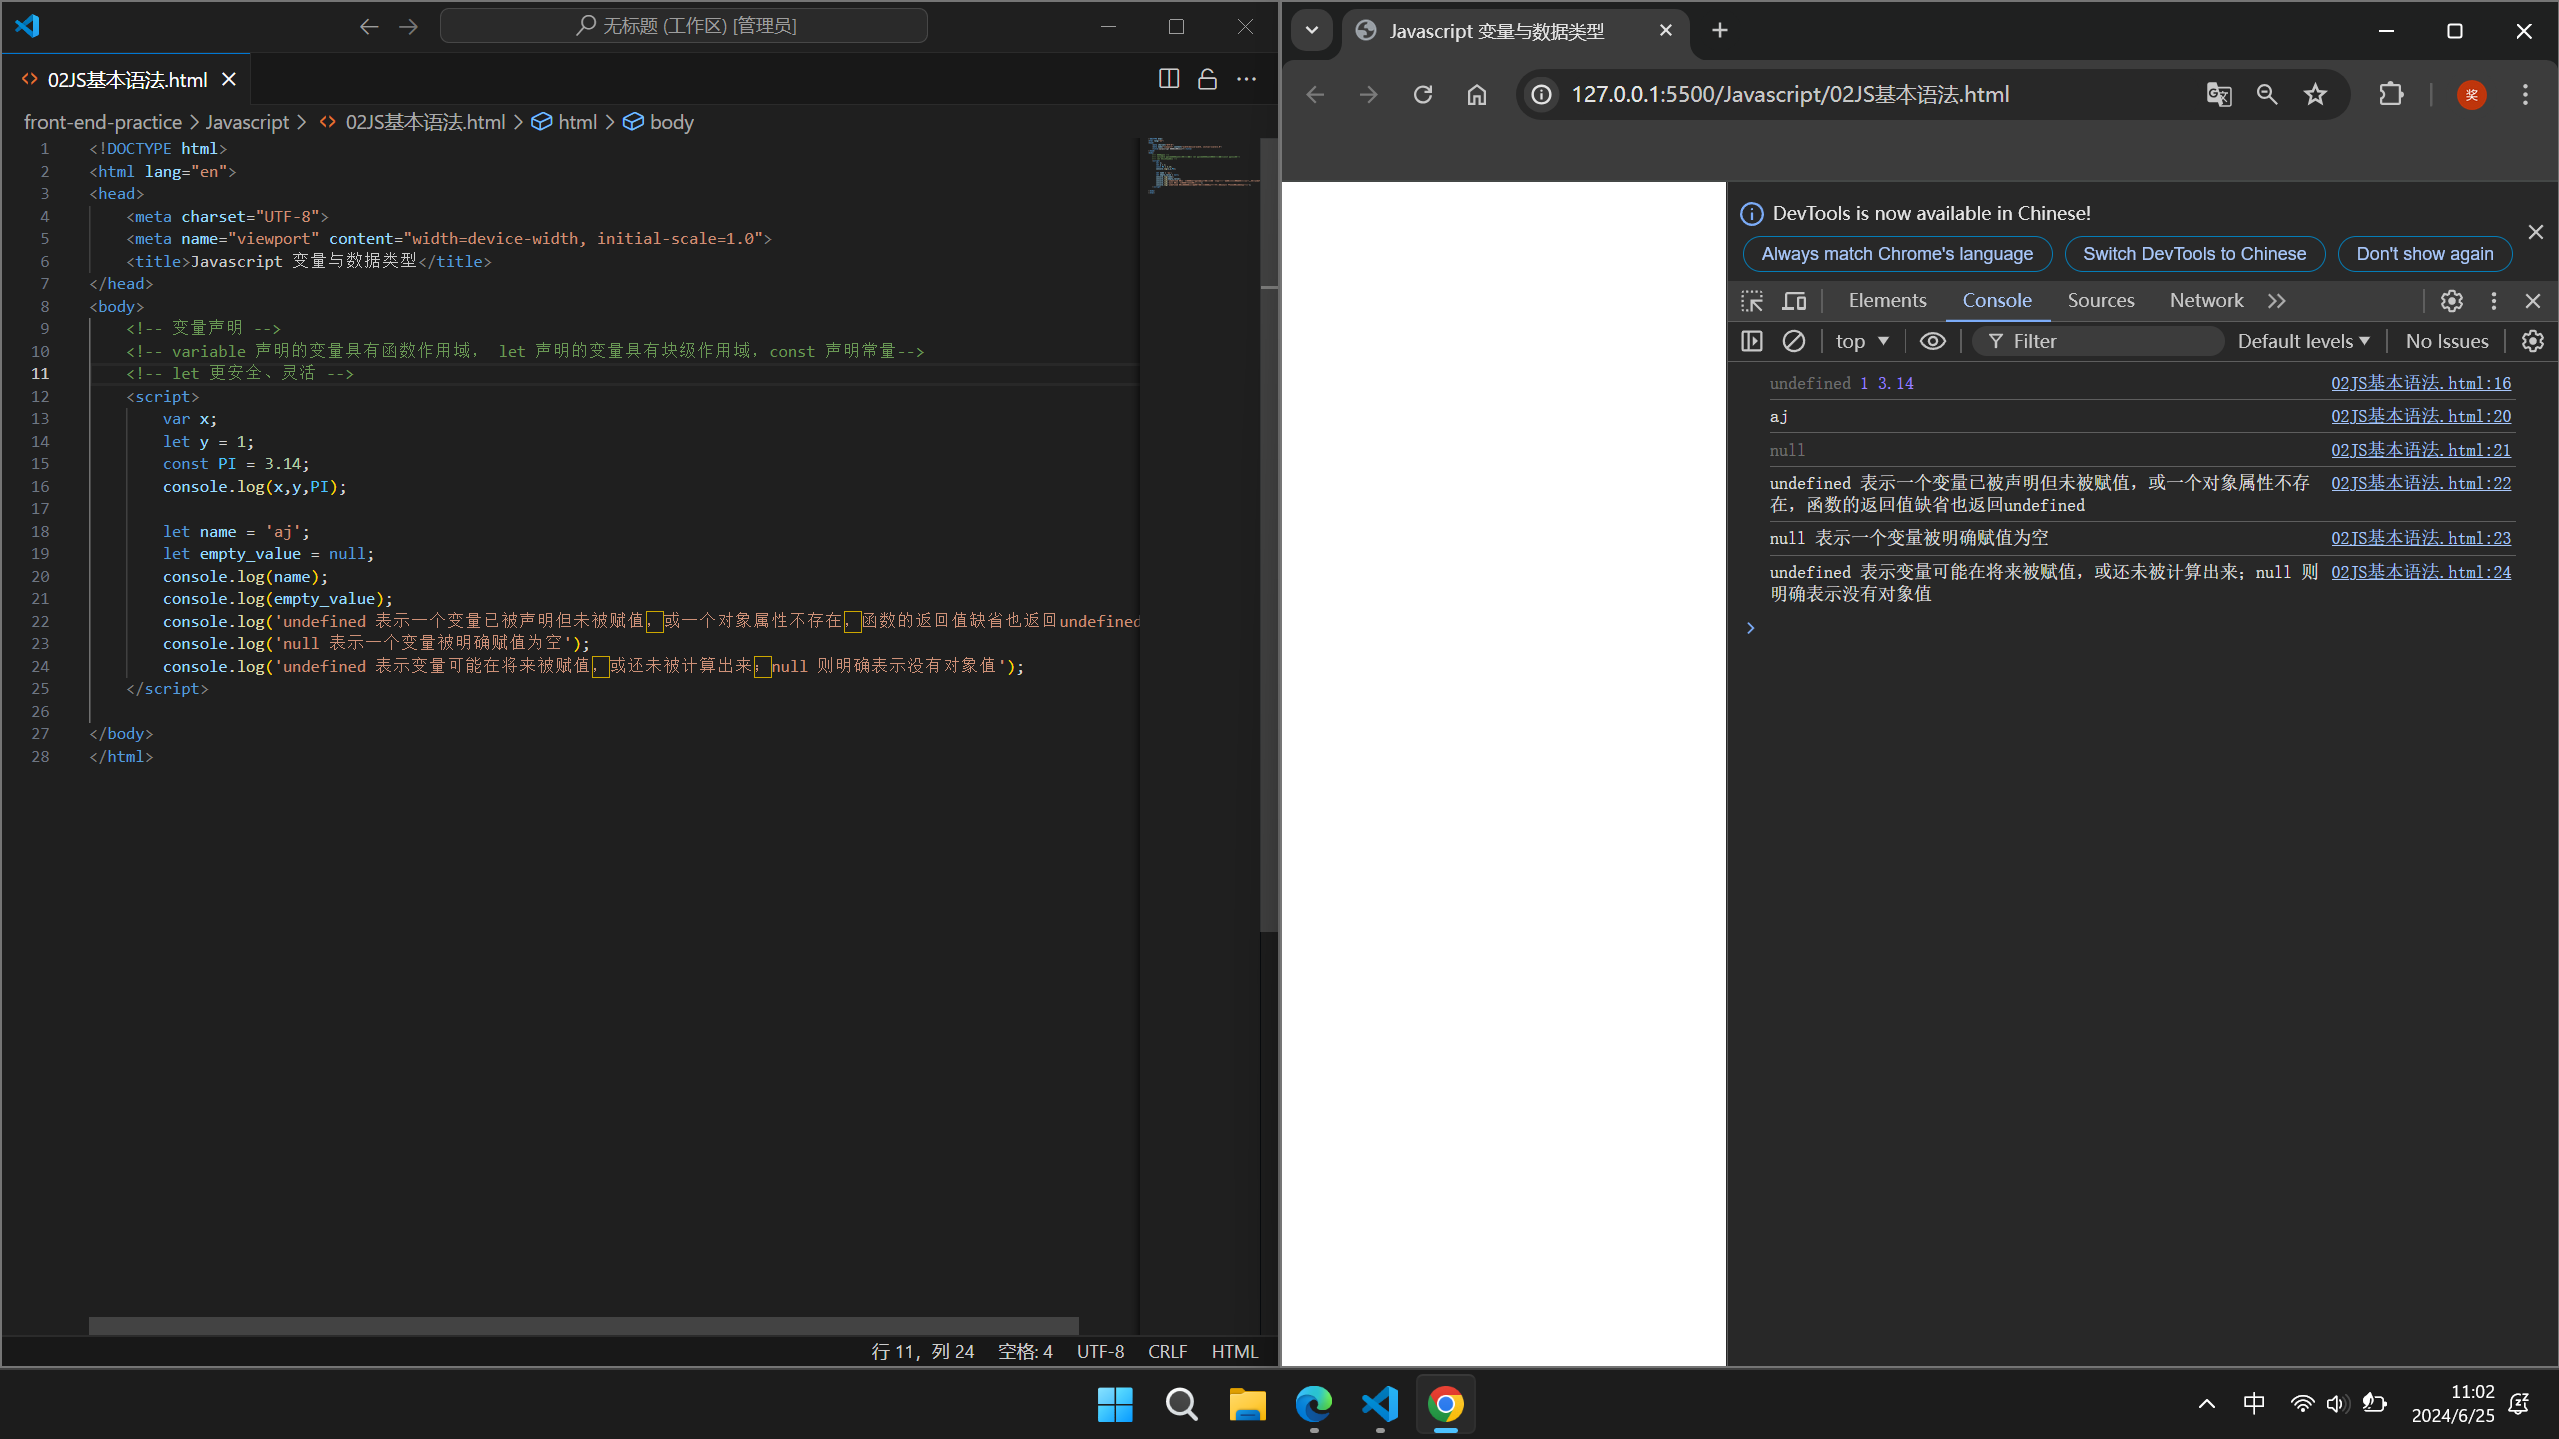 无标题 (工作区) [管理员]
02JS基本语法.html
front-end-practice > Javascript > 02JS基本语法.html > html > body
1 <!DOCTYPE html>
2 <html lang="en">
3 <head>
4 <meta charset="UTF-8">
5 <meta name="viewport" content="width=device-width, initial-scale=1.0">
6 <title>Javascript 变量与数据类型</title>
7 </head>
8 <body>
9 <!-- 变量声明 -->
10 <!-- variable 声明的变量具有函数作用域， let 声明的变量具有块级作用域，const 声明常量-->
11 <!-- let 更安全、灵活 -->
12 <script>
13 var x;
14 let y = 1;
15 const PI = 3.14;
16 console.log(x,y,PI);
17
18 let name = 'aj';
19 let empty_value = null;
20 console.log(name);
21 console.log(empty_value);
22 console.log('undefined 表示一个变量已被声明但未被赋值，或一个对象属性不存在，函数的返回值缺省也返回undefined
23 console.log('null 表示一个变量被明确赋值为空');
24 console.log('undefined 表示变量可能在将来被赋值，或还未被计算出来；null 则明确表示没有对象值');
25 </script>
26
27 </body>
28 </html>
行 11，列 24 空格: 4 UTF-8 CRLF HTML
Javascript 变量与数据类型
127.0.0.1:5500/Javascript/02JS基本语法.html
奖
DevTools is now available in Chinese!
Always match Chrome's language Switch DevTools to Chinese Don't show again
Elements Console Sources Network
top Filter Default levels No Issues
undefined 1 3.14 02JS基本语法.html:16
aj 02JS基本语法.html:20
null 02JS基本语法.html:21
undefined 表示一个变量已被声明但未被赋值，或一个对象属性不存 02JS基本语法.html:22
在，函数的返回值缺省也返回undefined
null 表示一个变量被明确赋值为空 02JS基本语法.html:23
undefined 表示变量可能在将来被赋值，或还未被计算出来；null 则 02JS基本语法.html:24
明确表示没有对象值
中
11:02
2024/6/25